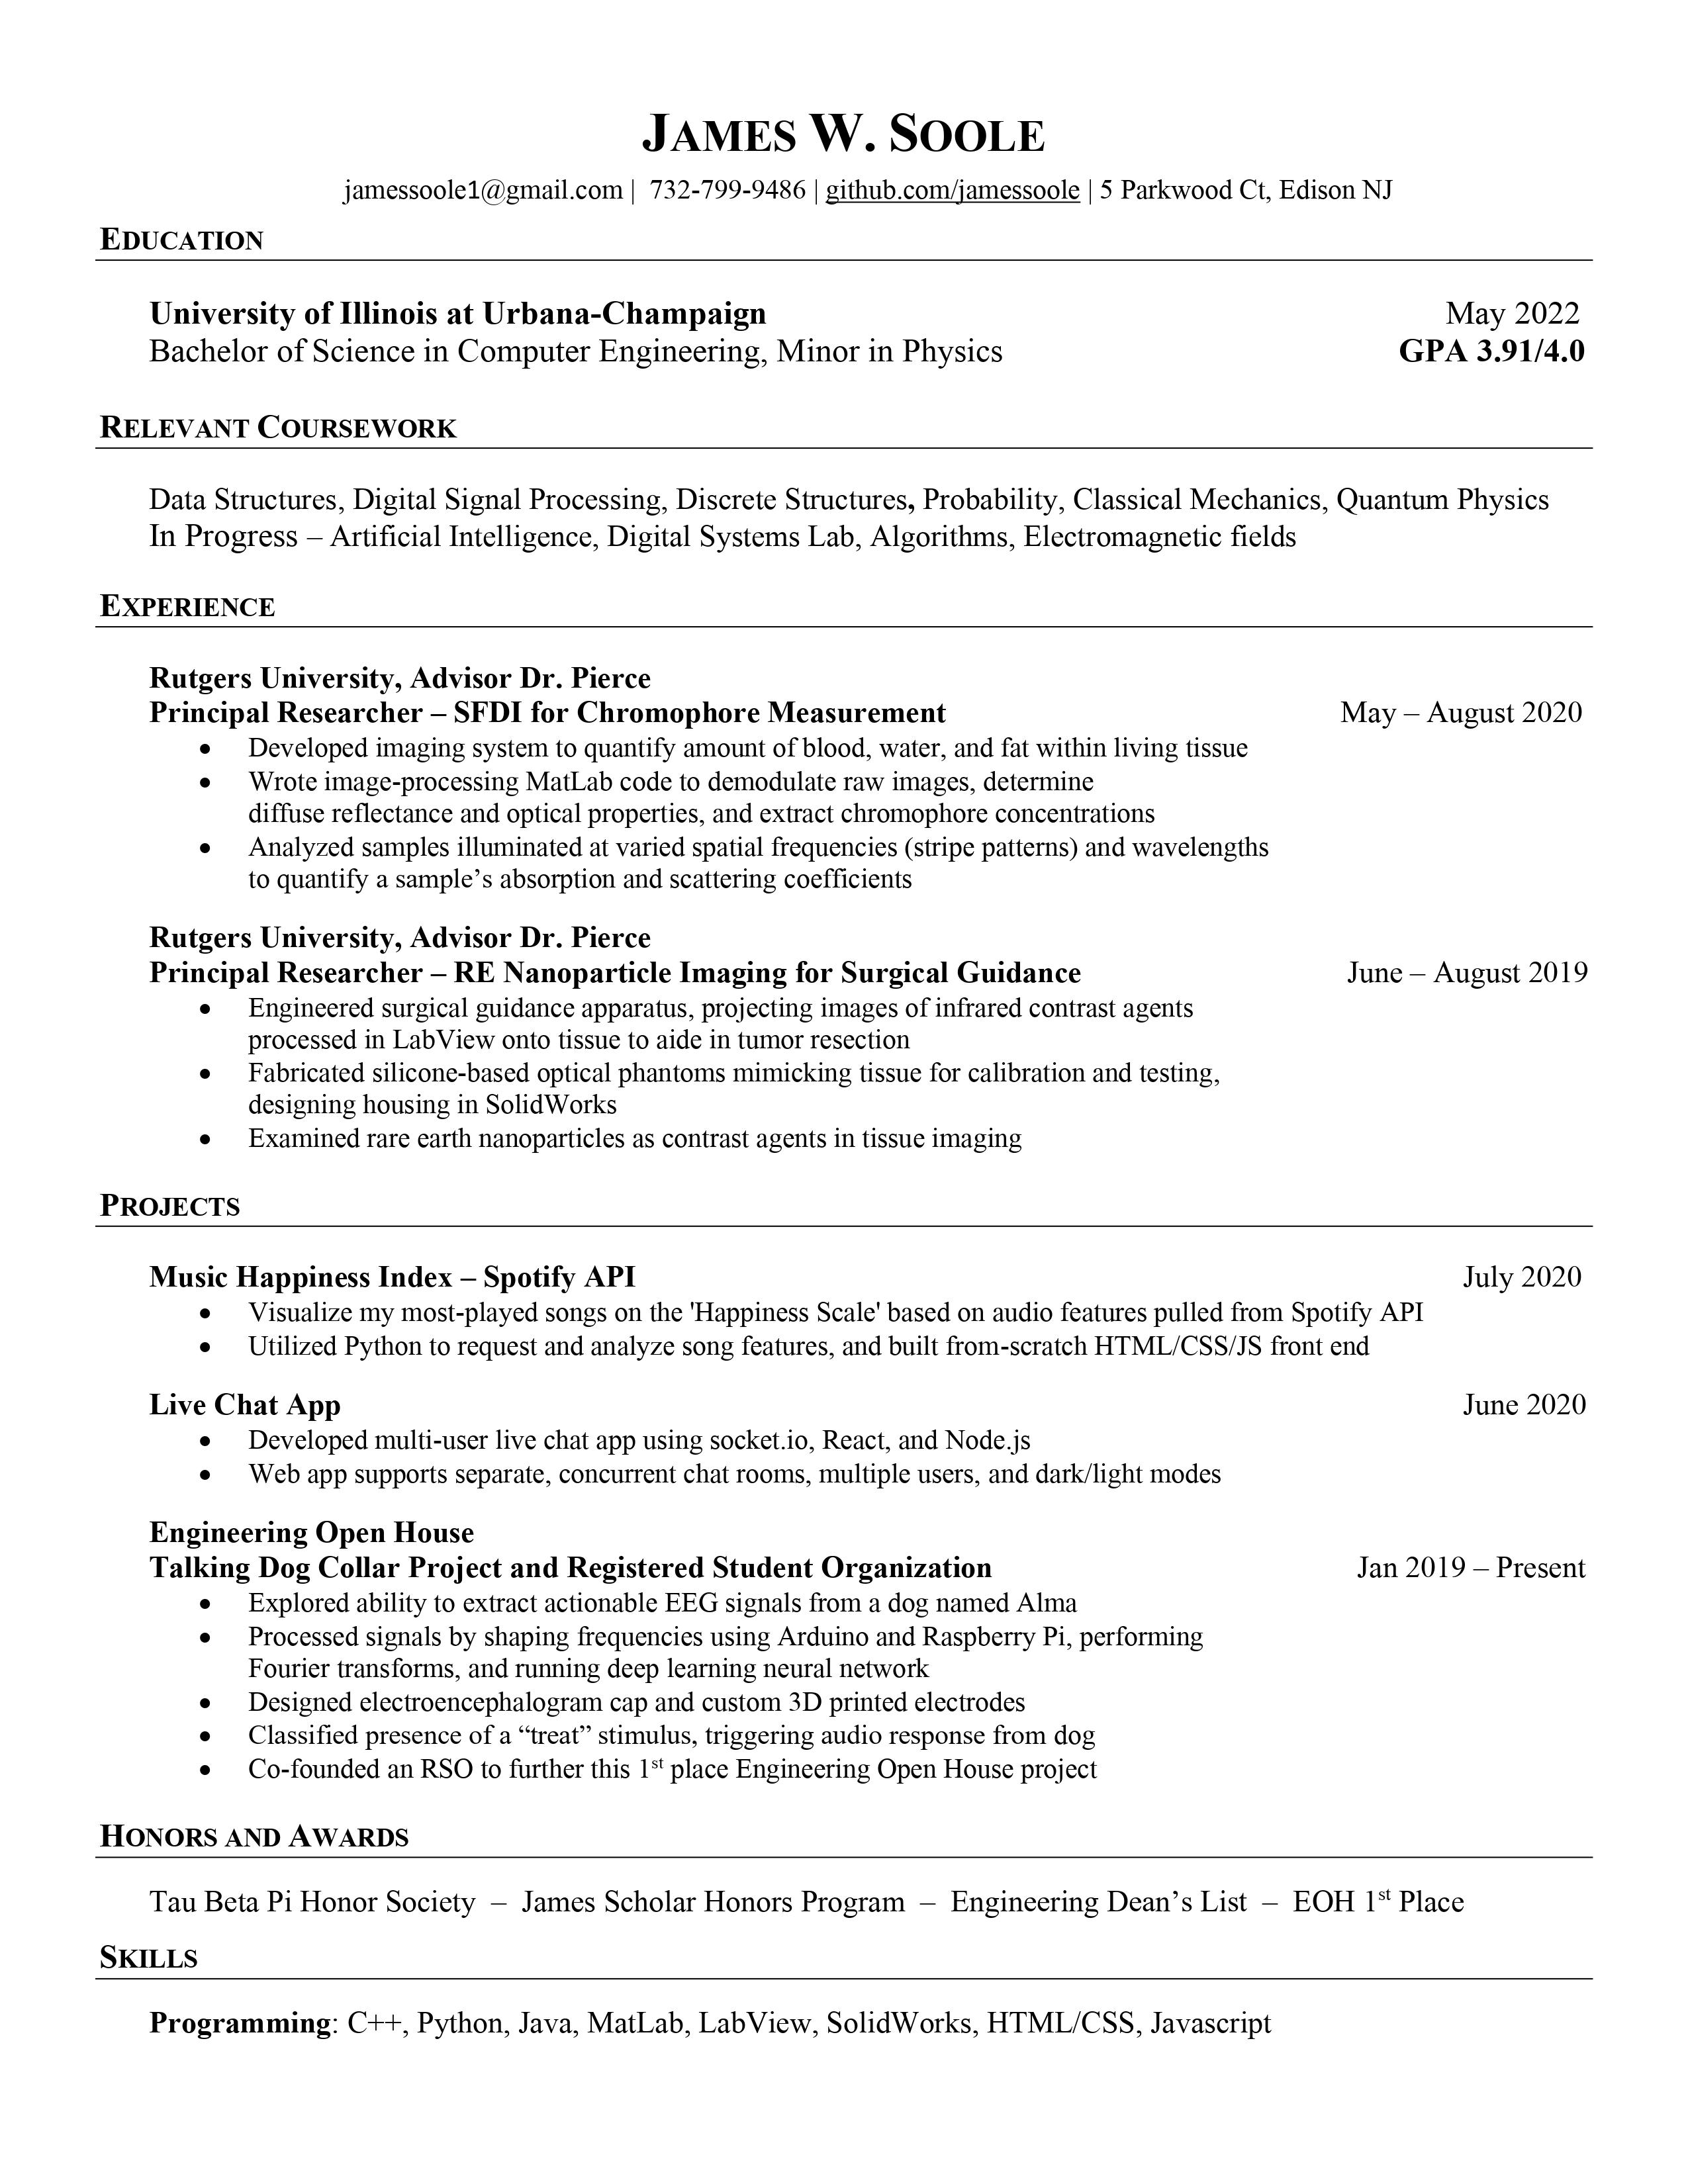 JAMES W. SOOLE
jamessoole1@gmail.com | 732-799-9486 | github.com/jamessoole | 5 Parkwood Ct, Edison NJ
EDUCATION
University of Illinois at Urbana-Champaign May 2022
Bachelor of Science in Computer Engineering, Minor in Physics GPA 3.91/4.0
RELEVANT COURSEWORK
Data Structures, Digital Signal Processing, Discrete Structures, Probability, Classical Mechanics, Quantum Physics
In Progress – Artificial Intelligence, Digital Systems Lab, Algorithms, Electromagnetic fields
EXPERIENCE
Rutgers University, Advisor Dr. Pierce
Principal Researcher – SFDI for Chromophore Measurement May – August 2020
• Developed imaging system to quantify amount of blood, water, and fat within living tissue
• Wrote image-processing MatLab code to demodulate raw images, determine
diffuse reflectance and optical properties, and extract chromophore concentrations
• Analyzed samples illuminated at varied spatial frequencies (stripe patterns) and wavelengths
to quantify a sample’s absorption and scattering coefficients
Rutgers University, Advisor Dr. Pierce
Principal Researcher – RE Nanoparticle Imaging for Surgical Guidance June – August 2019
• Engineered surgical guidance apparatus, projecting images of infrared contrast agents
processed in LabView onto tissue to aide in tumor resection
• Fabricated silicone-based optical phantoms mimicking tissue for calibration and testing,
designing housing in SolidWorks
• Examined rare earth nanoparticles as contrast agents in tissue imaging
PROJECTS
Music Happiness Index – Spotify API July 2020
• Visualize my most-played songs on the 'Happiness Scale' based on audio features pulled from Spotify API
• Utilized Python to request and analyze song features, and built from-scratch HTML/CSS/JS front end
Live Chat App June 2020
• Developed multi-user live chat app using socket.io, React, and Node.js
• Web app supports separate, concurrent chat rooms, multiple users, and dark/light modes
Engineering Open House
Talking Dog Collar Project and Registered Student Organization Jan 2019 – Present
• Explored ability to extract actionable EEG signals from a dog named Alma
• Processed signals by shaping frequencies using Arduino and Raspberry Pi, performing
Fourier transforms, and running deep learning neural network
• Designed electroencephalogram cap and custom 3D printed electrodes
• Classified presence of a “treat” stimulus, triggering audio response from dog
• Co-founded an RSO to further this 1st place Engineering Open House project
HONORS AND AWARDS
Tau Beta Pi Honor Society – James Scholar Honors Program – Engineering Dean’s List – EOH 1st Place
SKILLS
Programming: C++, Python, Java, MatLab, LabView, SolidWorks, HTML/CSS, Javascript